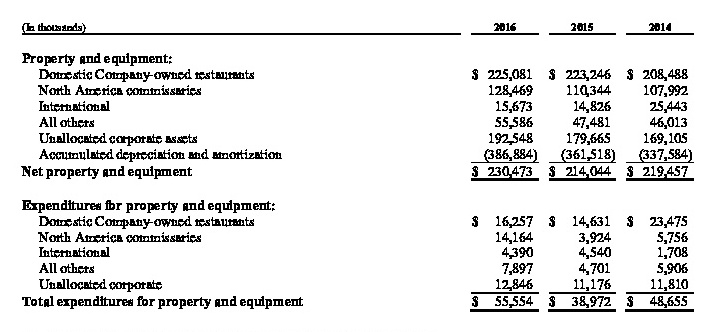 (In thousands) 2016 2015 2014
Property and equipment:
Domestic Company-owned restaurants $ 225,081 $ 223,246 $ 208,488
North America commissaries 128,469 110,344 107,992
International 15,673 14,826 25,443
All others 55,586 47,481 46,013
Unallocated corporate assets 192,548 179,665 169,105
Accumulated depreciation and amortization (386,884) (361,518) (337,584)
Net property and equipment $ 230,473 $ 214,044 $ 219,457
Expenditures for property and equipment:
Domestic Company-owned restaurants $ 16,257 $ 14,631 $ 23,475
North America commissaries 14,164 3,924 5,756
International 4,390 4,540 1,708
All others 7,897 4,701 5,906
Unallocated corporate 12,846 11,176 11,810
Total expenditures for property and equipment $ 55,554 $ 38,972 $ 48,655